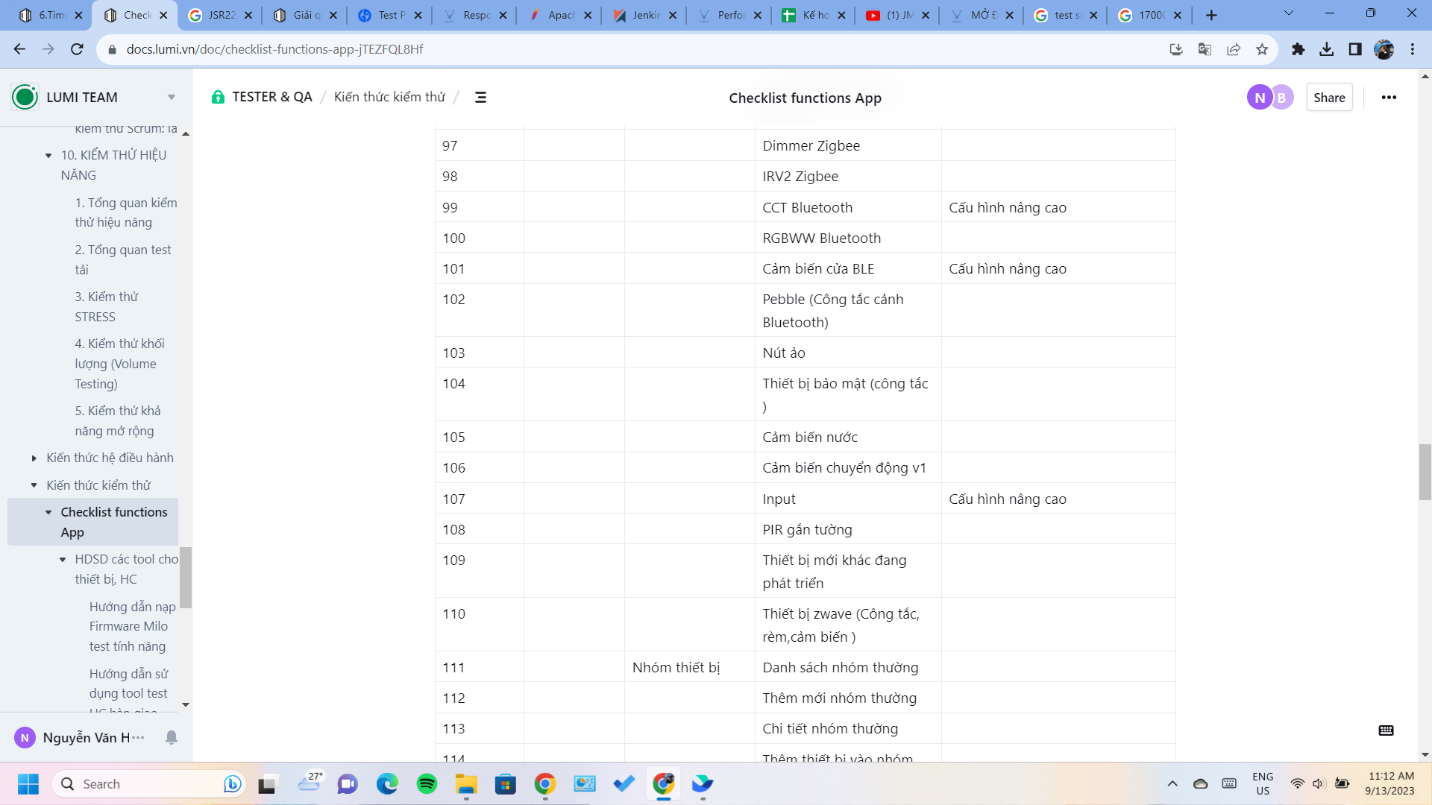 6.Tim
Check
JSR22
Giải q
Test P
Respo
Apach
Jenkin
Perfor
Kế ho
(1) JM
MỞ Đ
test se
1700(
docs.lumi.vn/doc/checklist-functions-app-jTEZFQL8Hf
LUMI TEAM
TESTER & QA / Kiến thức kiểm thử /
Checklist functions App
N B
Share
kiểm thử Scrum: là
10. KIỂM THỬ HIỆU
NĂNG
1. Tổng quan kiểm
thử hiệu năng
2. Tổng quan test
tải
3. Kiểm thử
STRESS
4. Kiểm thử khối
lượng (Volume
Testing)
5. Kiểm thử khả
năng mở rộng
Kiến thức hệ điều hành
Kiến thức kiểm thử
Checklist functions
App
HDSD các tool cho
thiết bị, HC
Hướng dẫn nạp
Firmware Milo
test tính năng
Hướng dẫn sử
dụng tool test
HC bàn giao
N Nguyễn Văn H
97 Dimmer Zigbee
98 IRV2 Zigbee
99 CCT Bluetooth Cấu hình nâng cao
100 RGBWW Bluetooth
101 Cảm biến cửa BLE Cấu hình nâng cao
102 Pebble (Công tắc cảnh
Bluetooth)
103 Nút ảo
104 Thiết bị bảo mật (công tắc
)
105 Cảm biến nước
106 Cảm biến chuyển động v1
107 Input Cấu hình nâng cao
108 PIR gắn tường
109 Thiết bị mới khác đang
phát triển
110 Thiết bị zwave (Công tắc,
rèm,cảm biến )
111 Nhóm thiết bị Danh sách nhóm thường
112 Thêm mới nhóm thường
113 Chi tiết nhóm thường
114 Thêm thiết bị vào nhóm
Search
27°
ENG
US
11:12 AM
9/13/2023